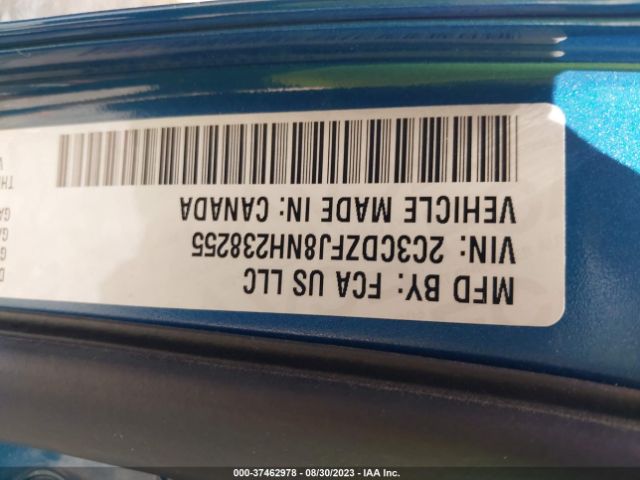 MFD BY: FCA US LLC
VIN: 2C3CDZFJ8NH238255
VEHICLE MADE IN: CANADA
000-37462978 - 08/30/2023 - IAA Inc.